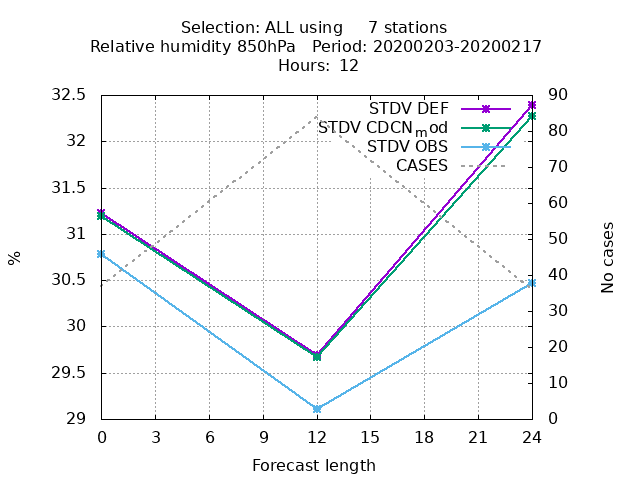 Selection: ALL using 7 stations
Relative humidity 850hPa Period: 20200203-20200217
Hours: 12
32.5
32
31.5
31
30.5
30
29.5
29
%
90
80
70
60
50
40
30
20
10
0
No cases
STDV DEF
STDV CDCNmod
STDV OBS
CASES
0 3 6 9 12 15 18 21 24
Forecast length